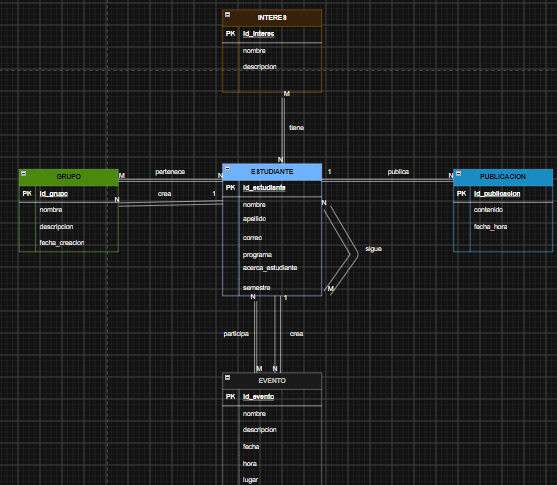 INTERES
PK id_interes
nombre
descripcion
M
tiene
N
GRUPO
PK id_grupo
nombre
descripcion
fecha_creacion
M pertenece N
N crea 1
ESTUDIANTE
PK id_estudiante
nombre
apellido
correo
programa
acerca_estudiante
semestre
1 publica N
PUBLICACION
PK id_publicacion
contenido
fecha_hora
N
sigue
M
N 1
participa crea
M N
EVENTO
PK id_evento
nombre
descripcion
fecha
hora
lugar